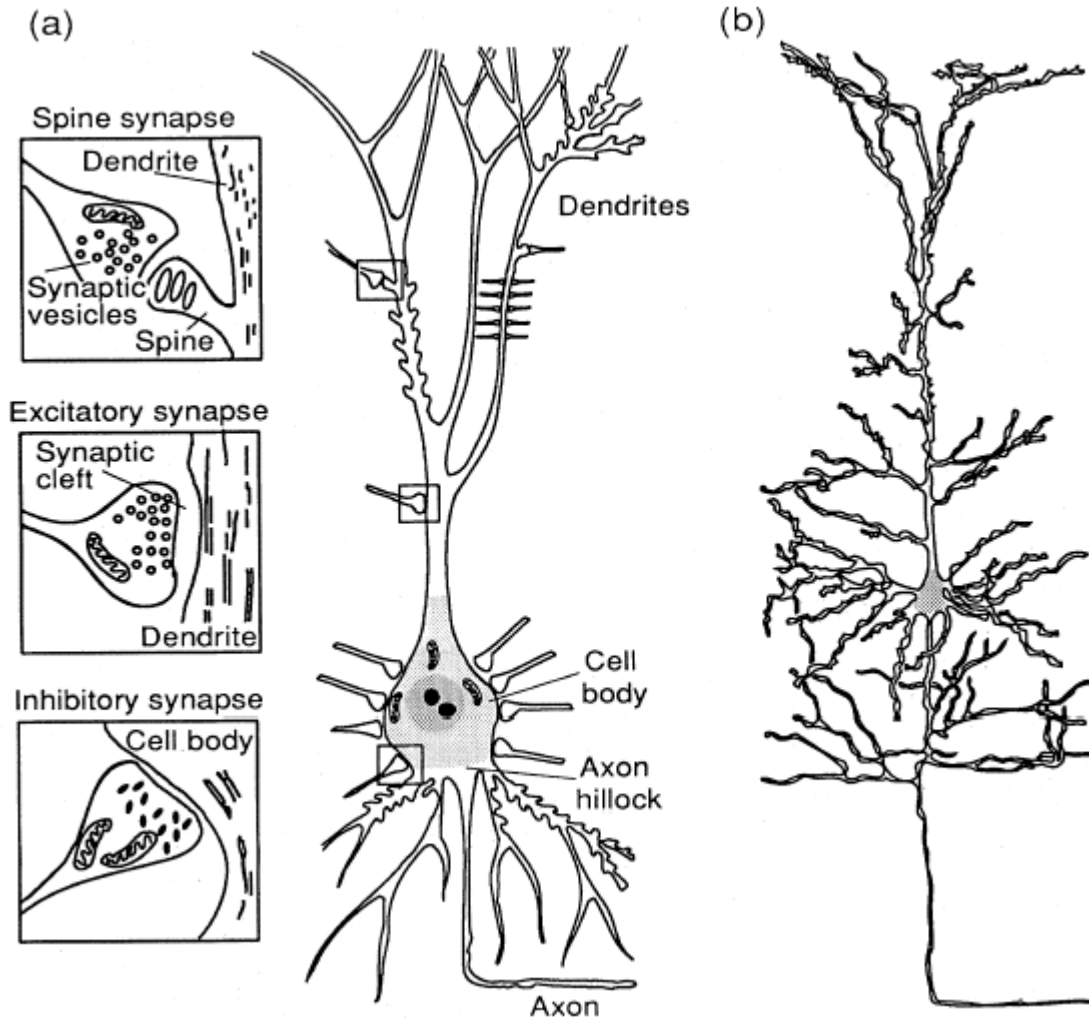 (a)
(b)
Spine synapse
Dendrite
Synaptic
vesicles
Spine
Excitatory synapse
Synaptic
cleft
Dendrite
Inhibitory synapse
Cell body
Dendrites
Cell
body
Axon
hillock
Axon